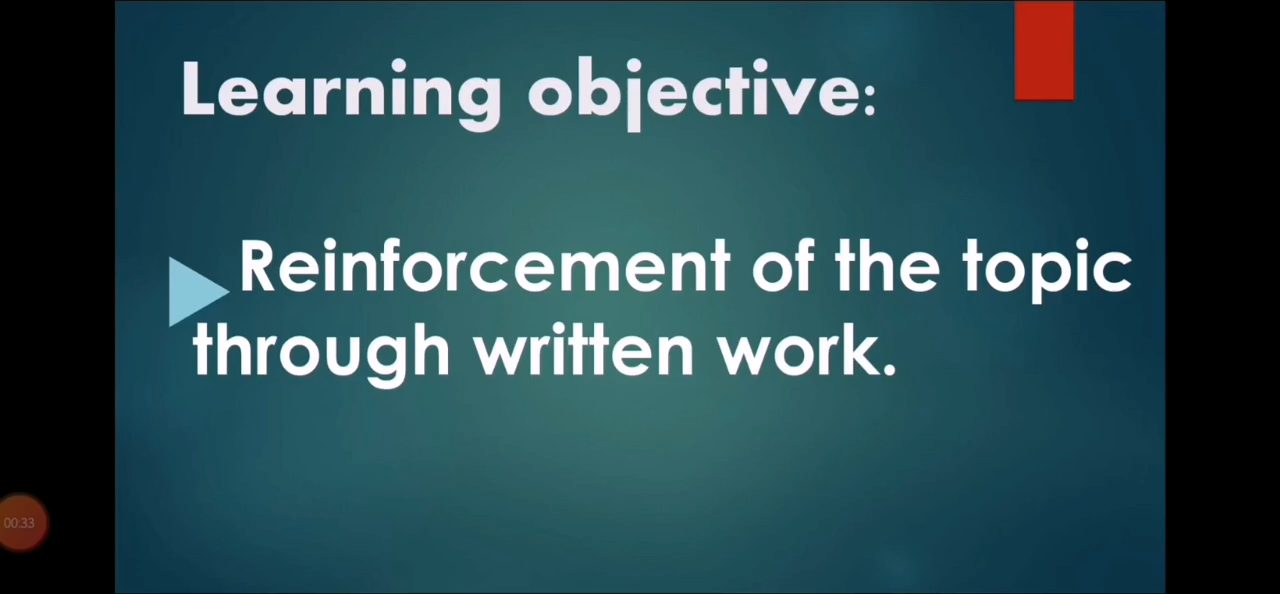 Learning objective:
Reinforcement of the topic
through written work.
00:33